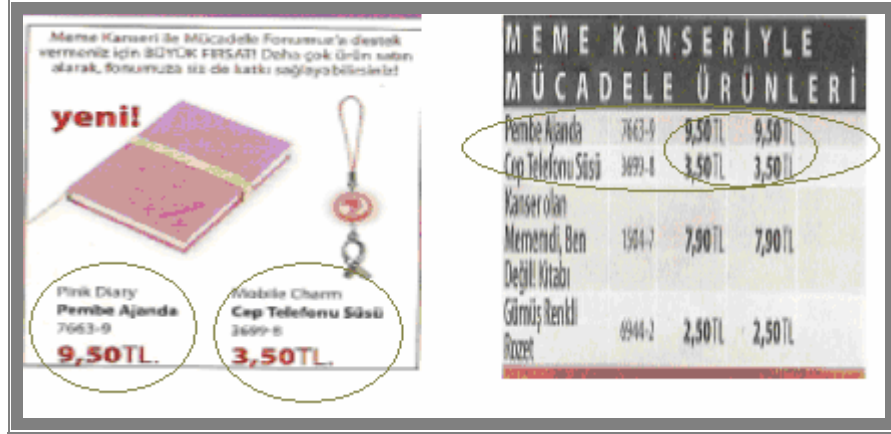 Meme Kanseri ile Mücadele Fonumuz'a destek
vermeniz için BÜYÜK FIRSAT! Daha çok ürün satın
alarak, fonumuza siz de katkı sağlayabilirsiniz!
yeni!
Pink Diary
Pembe Ajanda
7663-9
9,50TL.
Mobile Charm
Cep Telefonu Süsü
3699-8
3,50TL.
MEME KANSERİYLE
MÜCADELE ÜRÜNLERİ
Pembe Ajanda 7663-9 9,50TL 9,50TL
Cep Telefonu Süsü 3699-8 3,50TL 3,50TL
Kanser olan
Mememdi, Ben 1504-7 7,90TL 7,90TL
Değil! Kitabı
Gümüş Renkli
Rozet 6944-2 2,50TL 2,50TL